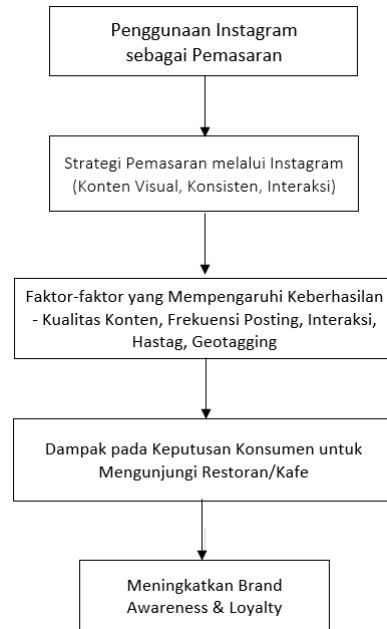 Penggunaan Instagram
sebagai Pemasaran
Strategi Pemasaran melalui Instagram
(Konten Visual, Konsisten, Interaksi)
Faktor-faktor yang Mempengaruhi Keberhasilan
- Kualitas Konten, Frekuensi Posting, Interaksi,
Hastag, Geotagging
Dampak pada Keputusan Konsumen untuk
Mengunjungi Restoran/Kafe
Meningkatkan Brand
Awareness & Loyalty